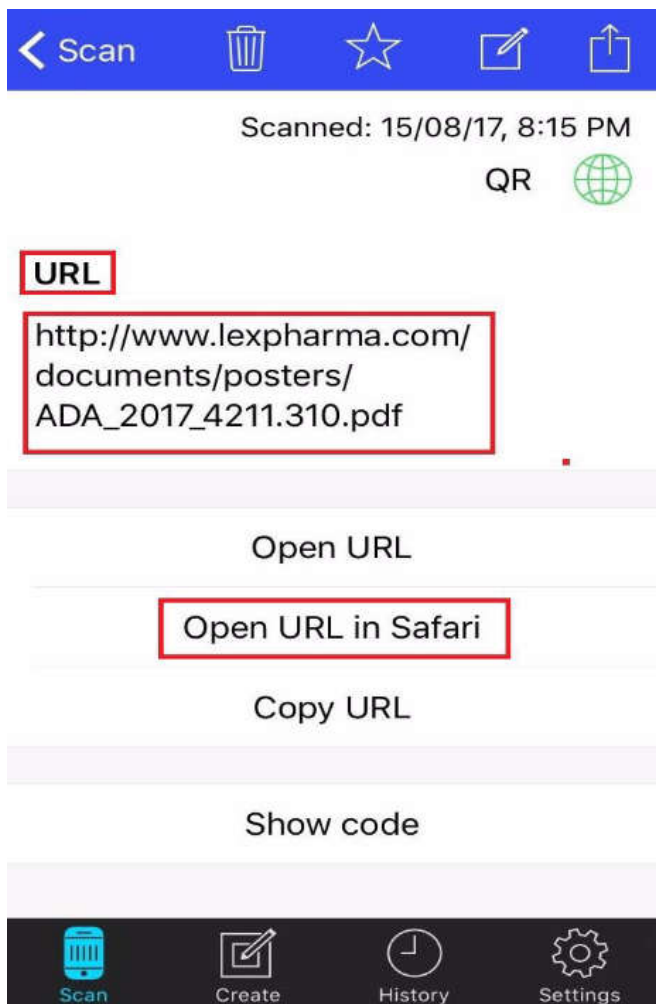 Scan
Scanned: 15/08/17, 8:15 PM
QR
URL
http://www.lexpharma.com/
documents/posters/
ADA_2017_4211.310.pdf
Open URL
Open URL in Safari
Copy URL
Show code
Scan Create History Settings